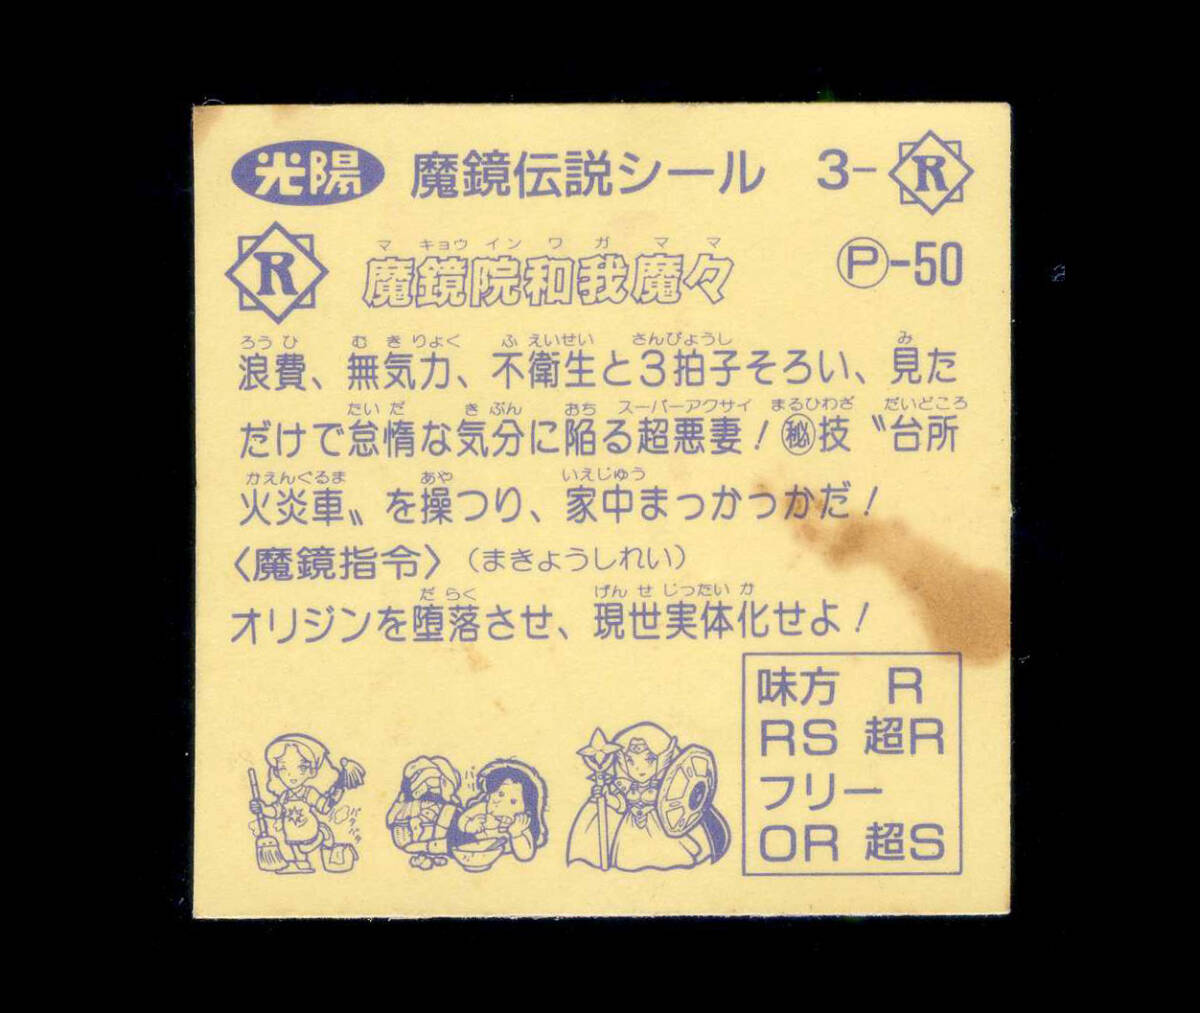 光陽 魔鏡伝説シール 3-R
R マ キョウ イン ワ ガ マ マ
魔鏡院和我魔々 Ⓟ-50
ろうひ むきりょく ふえいせい さんびょうし み
浪費、無気力、不衛生と3拍子そろい、見た
たいだ きぶん おち スーパーアクサイ まるひわざ だいどころ
だけで怠惰な気分に陥る超悪妻!㊙技〝台所
かえんぐるま あや いえじゅう
火炎車〟を操つり、家中まっかっかだ!
〈魔鏡指令〉(まきょうしれい)
だらく げんせじったいか
オリジンを堕落させ、現世実体化せよ!
味方 R
RS 超R
フリー
OR 超S